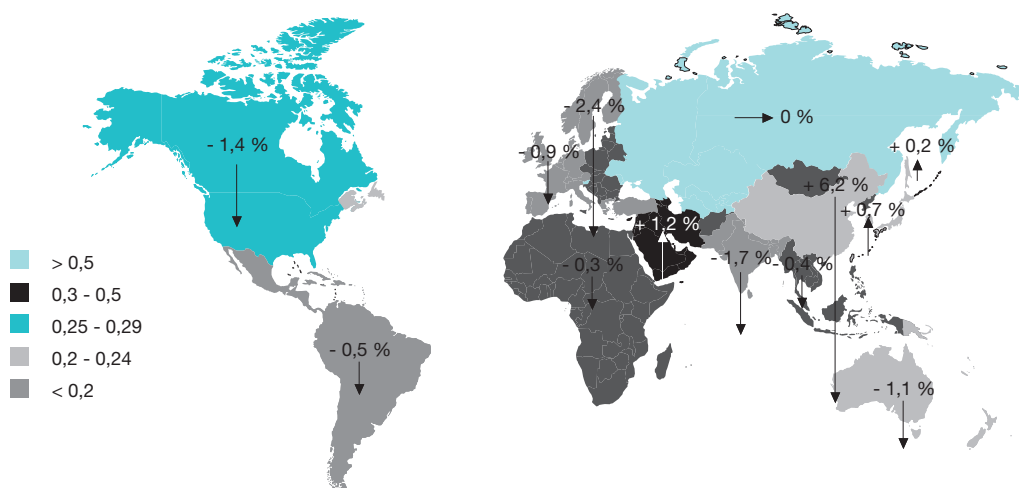 - 1,4 %
- 2,4 %
0 %
- 0,9 %
+ 0,2 %
+ 6,2 %
+ 0,7 %
+ 1,2 %
- 1,7 %
- 0,4 %
- 0,3 %
> 0,5
0,3 - 0,5
0,25 - 0,29
0,2 - 0,24
< 0,2
- 0,5 %
- 1,1 %